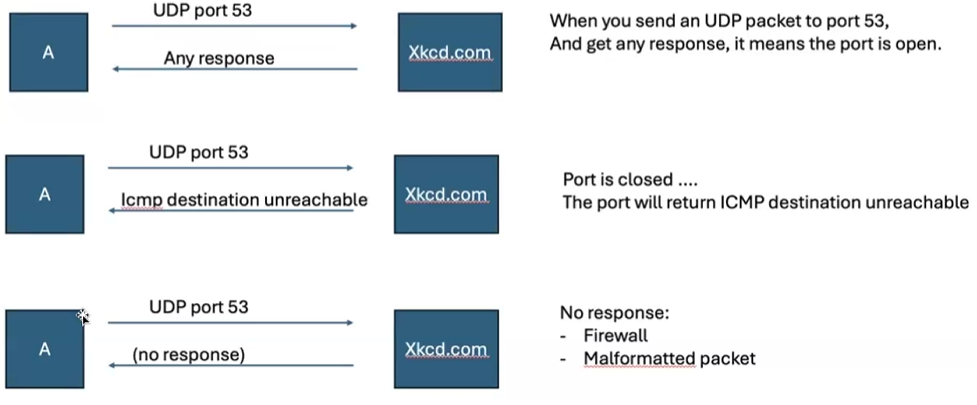 UDP port 53
A
Any response
Xkcd.com
When you send an UDP packet to port 53,
And get any response, it means the port is open.
UDP port 53
A
Icmp destination unreachable
Xkcd.com
Port is closed ....
The port will return ICMP destination unreachable
UDP port 53
A
(no response)
Xkcd.com
No response:
- Firewall
- Malformatted packet